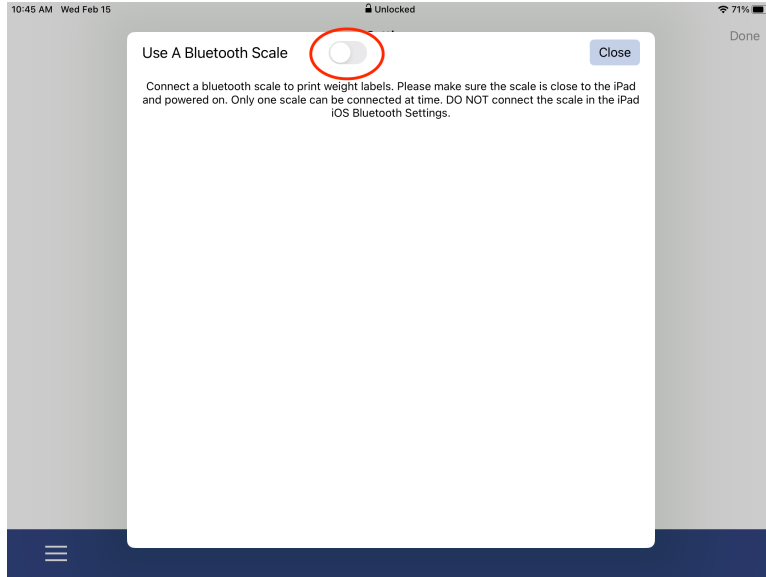 10:45 AM Wed Feb 15
Unlocked
71%
Done
Use A Bluetooth Scale
Close
Connect a bluetooth scale to print weight labels. Please make sure the scale is close to the iPad
and powered on. Only one scale can be connected at time. DO NOT connect the scale in the iPad
iOS Bluetooth Settings.